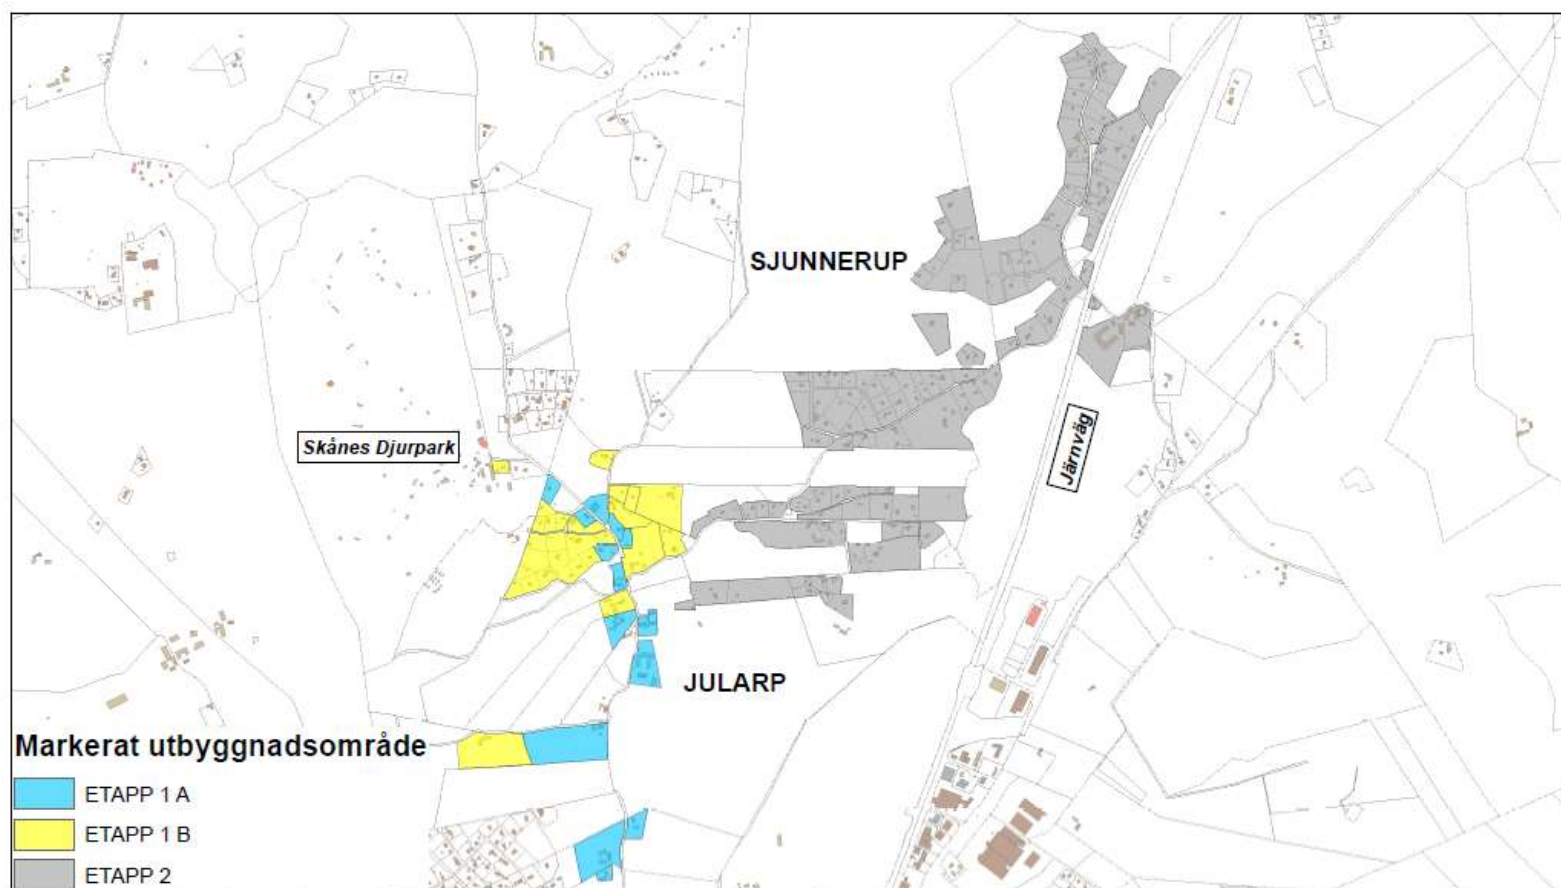 SJUNNERUP
Skånes Djurpark
Järnväg
JULARP
Markerat utbyggnadsområde
ETAPP 1 A
ETAPP 1 B
ETAPP 2